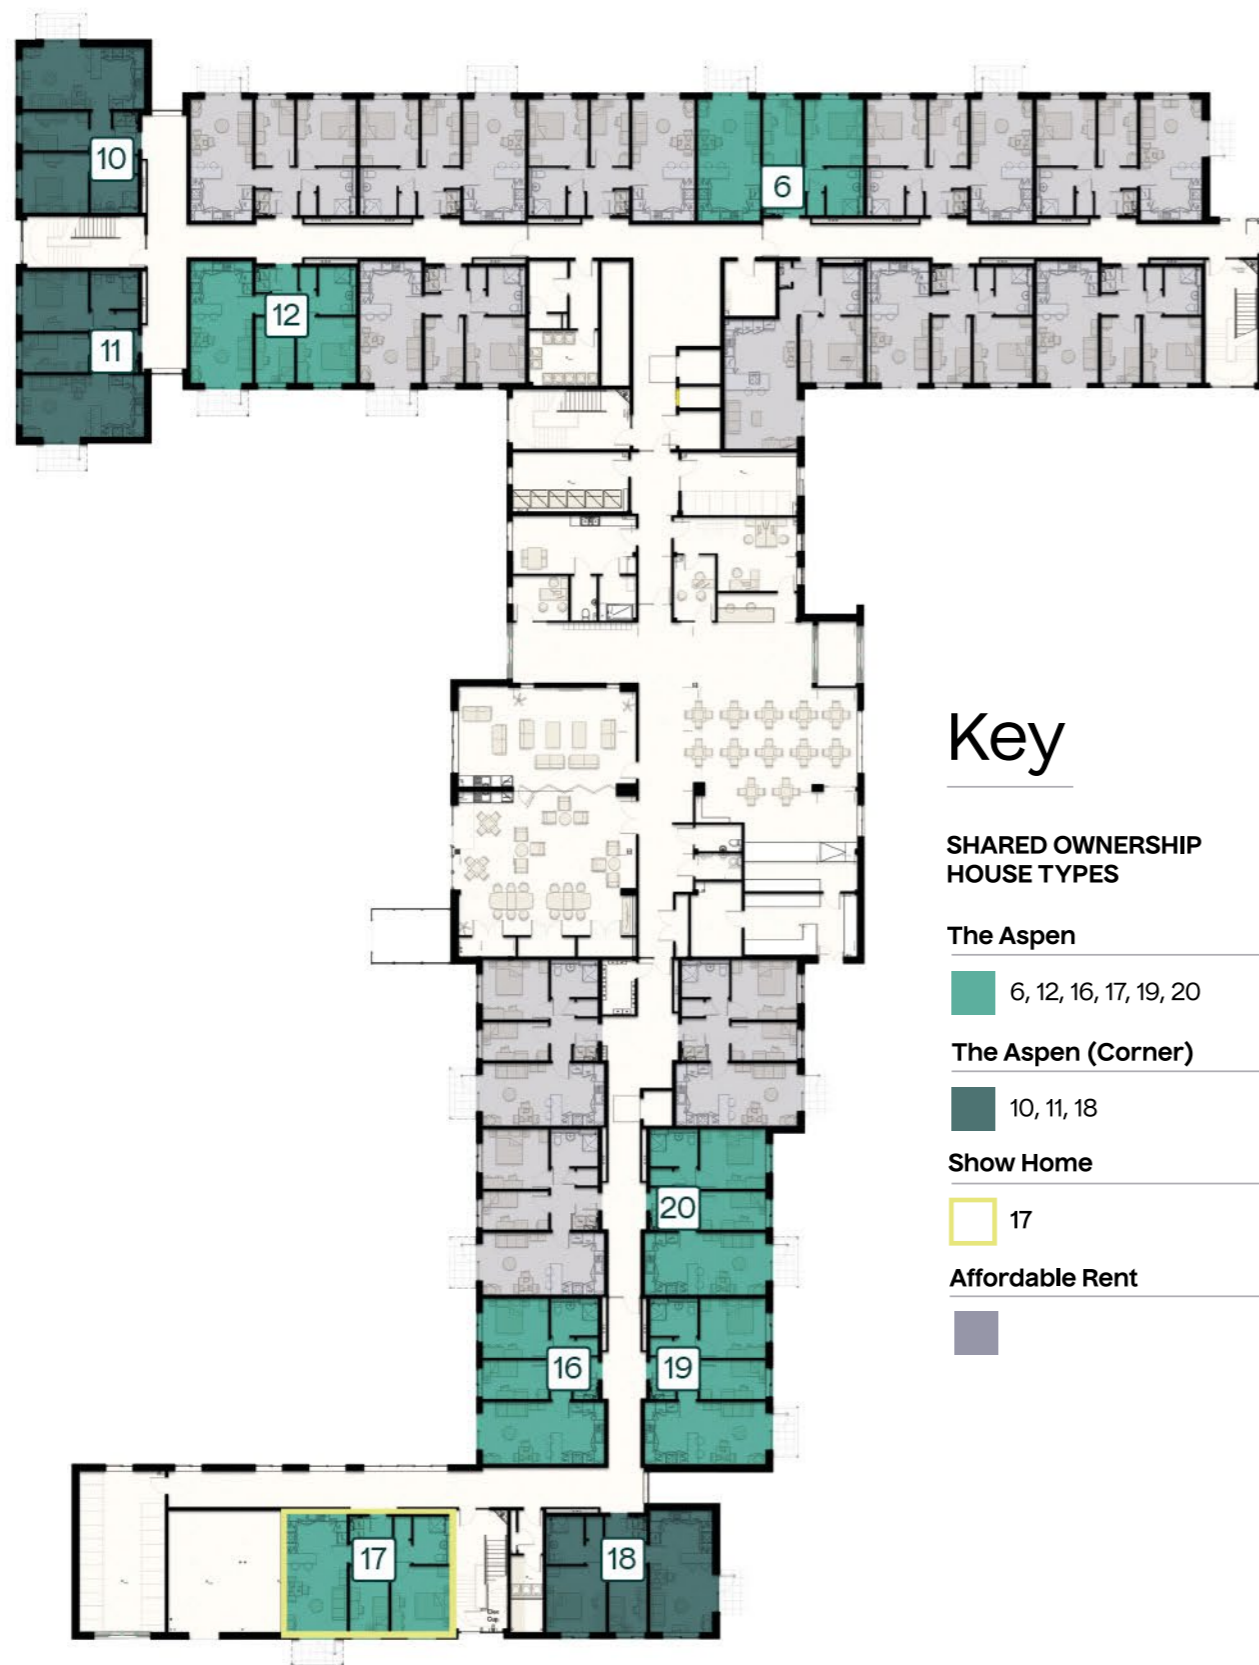 10
6
12
11
Key
SHARED OWNERSHIP
HOUSE TYPES
The Aspen
6, 12, 16, 17, 19, 20
The Aspen (Corner)
10, 11, 18
Show Home
17
Affordable Rent
20
16
19
17
18